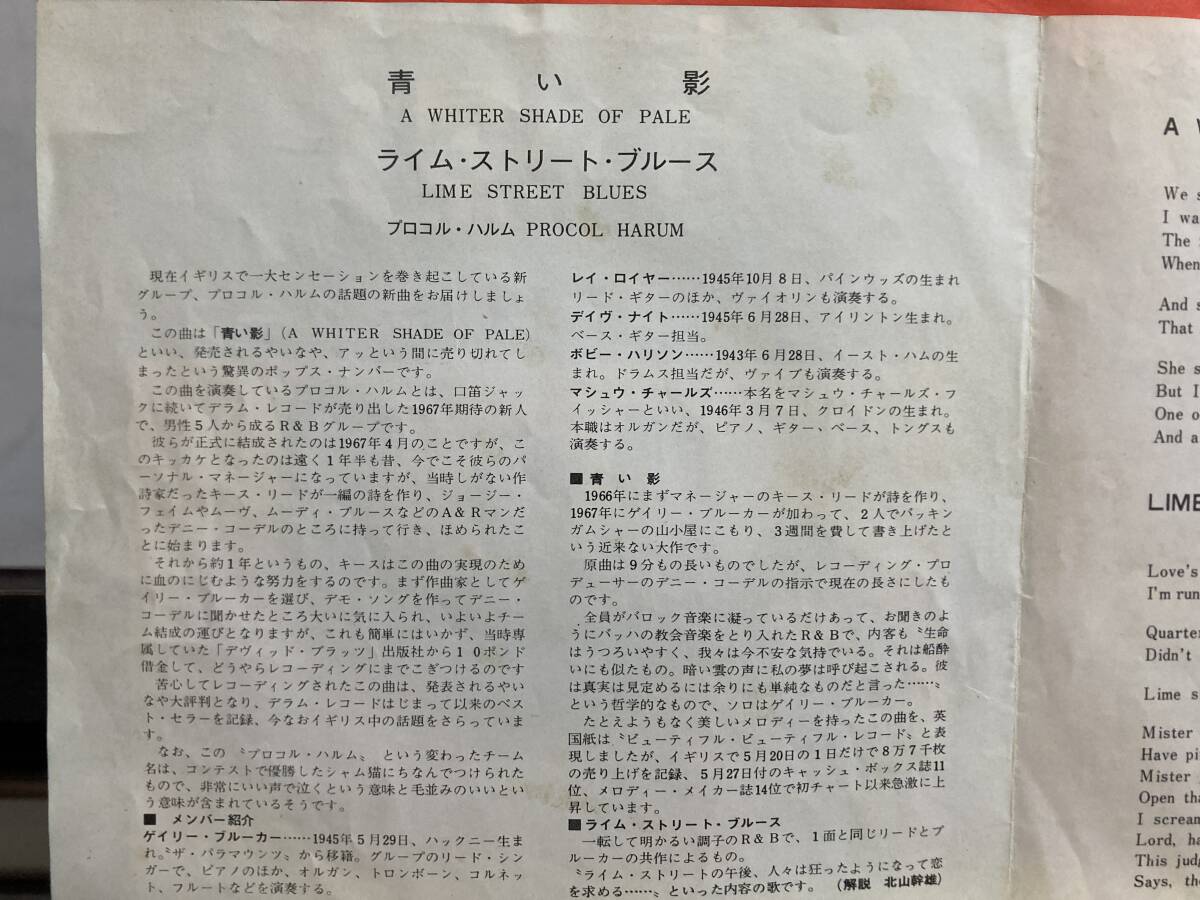 青い影
A WHITER SHADE OF PALE
ライム・ストリート・ブルース
LIME STREET BLUES
プロコル・ハルム PROCOL HARUM
現在イギリスで一大センセーションを巻き起こしている新
グループ、プロコル・ハルムの話題の新曲をお届けしましょ
う。
この曲は「青い影」(A WHITER SHADE OF PALE)
といい、発売されるやいなや、アッという間に売り切れてし
まったという驚異のポップス・ナンバーです。
この曲を演奏しているプロコル・ハルムとは、口笛ジャッ
クに続いてデラム・レコードが売り出した1967年期待の新人
で、男性5人から成るR&Bグループです。
彼らが正式に結成されたのは1967年4月のことですが、こ
のキッカケとなったのは遠く1年半も昔、今でこそ彼らのパ
ーソナル・マネージャーになっていますが、当時しがない作
詩家だったキース・リードが一編の詩を作り、ジョージー・
フェイムやムーヴ、ムーディ・ブルースなどのA&Rマンだ
ったデニー・コーデルのところに持って行き、ほめられたこ
とに始まります。
それから約1年というもの、キースはこの曲の実現のため
に血のにじむような努力をするのです。まず作曲家としてゲ
イリー・ブルーカーを選び、デモ・ソングを作ってデニー・
コーデルに聞かせたところ大いに気に入られ、いよいよチー
ム結成の運びとなりますが、これも簡単にはいかず、当時専
属していた「デヴィッド・プラッツ」出版社から10ポンド
借金して、どうやらレコーディングにまでこぎつけるのです
苦心してレコーディングされたこの曲は、発表されるやい
なや大評判となり、デラム・レコードはじまって以来のベス
ト・セラーを記録、今なおイギリス中の話題をさらっていま
す。
なお、この〝プロコル・ハルム〟という変わったチーム
名は、コンテストで優勝したシャム猫にちなんでつけられた
もので、非常にいい声で泣くという意味と毛並みのいいとい
う意味が含まれているそうです。
■ メンバー紹介
ゲイリー・ブルーカー……1945年5月29日、ハックニー生ま
れ。〝ザ・パラマウンツ〟から移籍。グループのリード・シン
ガーで、ピアノのほか、オルガン、トロンボーン、コルネッ
ト、フルートなどを演奏する。
レイ・ロイヤー……1945年10月8日、パインウッズの生まれ
リード・ギターのほか、ヴァイオリンも演奏する。
デイヴ・ナイト……1945年6月28日、アイリントン生まれ。
ベース・ギター担当。
ボビー・ハリソン……1943年6月28日、イースト・ハムの生
まれ。ドラムス担当だが、ヴァイブも演奏する。
マシュウ・チャールズ……本名をマシュウ・チャールズ・フ
ィッシャーといい、1946年3月7日、クロイドンの生まれ。
本職はオルガンだが、ピアノ、ギター、ベース、トングスも
演奏する。
■青い影
1966年にまずマネージャーのキース・リードが詩を作り、
1967年にゲイリー・ブルーカーが加わって、2人でバッキン
ガムシャーの山小屋にこもり、3週間を費して書き上げたと
いう近来ない大作です。
原曲は9分もの長いものでしたが、レコーディング・プロ
デューサーのデニー・コーデルの指示で現在の長さにしたも
のです。
全員がバロック音楽に凝っているだけあって、お聞きのよ
うにバッハの教会音楽をとり入れたR&Bで、内容も〝生命
はうつろいやすく、我々は今不安な気持でいる。それは船酔
いにも似たもの。暗い雲の声に私の夢は呼び起こされる。彼
は真実は見定めるには余りにも単純なものだと言った……〟
という哲学的なもので、ソロはゲイリー・ブルーカー。
たとえようもなく美しいメロディーを持ったこの曲を、英
国紙は〝ビューティフル・ビューティフル・レコード〟と表
現しましたが、イギリスで5月20日の1日だけで8万7千枚
の売り上げを記録、5月27日付のキャッシュ・ボックス誌11
位、メロディー・メイカー誌14位で初チャート以来急激に上
昇しています。
■ライム・ストリート・ブルース
一転して明かるい調子のR&Bで、1面と同じリードとブ
ルーカーの共作によるもの。
〝ライム・ストリートの午後、人々は狂ったようになって恋
を求める……〟といった内容の歌です。(解説 北山幹雄)
A W
We s
I wa
The
When
And s
That
She s
But I
One o
And a
LIME
Love's
I'm run
Quarter
Didn't
Lime s
Mister
Have pi
Mister
Open tha
I scream
Lord, ha
This judg
Says, the